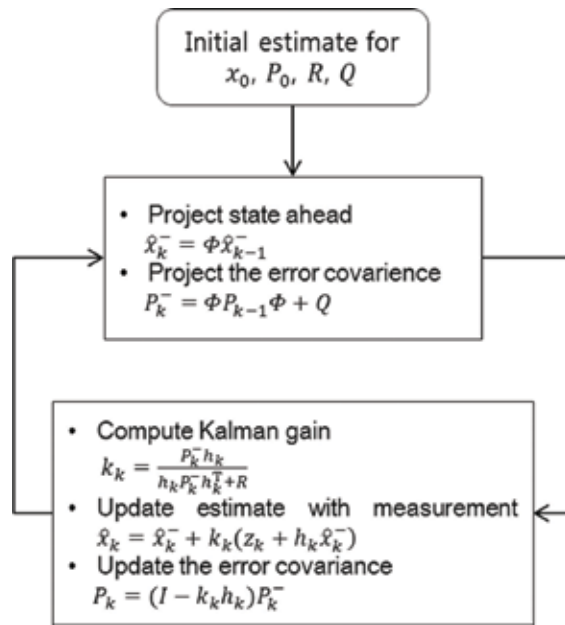 Initial estimate for
x₀, P₀, R, Q
• Project state ahead
x̂ₖ⁻ = Φx̂ₖ₋₁⁻
• Project the error covarience
Pₖ⁻ = ΦPₖ₋₁Φ + Q
• Compute Kalman gain
kₖ = Pₖ⁻hₖ / hₖPₖ⁻hₖᵀ+R
• Update estimate with measurement
x̂ₖ = x̂ₖ⁻ + kₖ(zₖ + hₖx̂ₖ⁻)
• Update the error covariance
Pₖ = (I − kₖhₖ)Pₖ⁻